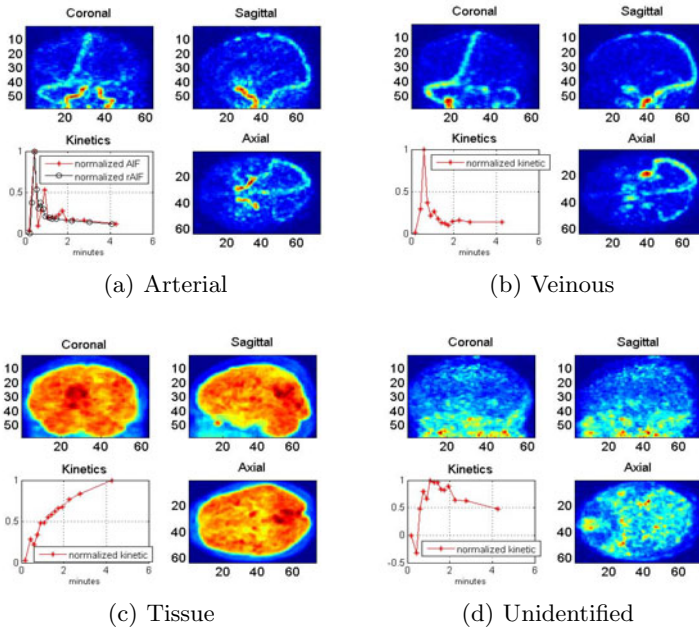 Coronal
Sagittal
10
20
30
40
50
20 40 60
10
20
30
40
50
20 40 60
Kinetics
Axial
1
0.5
0
0 2 4 6
minutes
normalized AIF
normalized rAIF
20
40
60
20 40 60
(a) Arterial
Coronal
Sagittal
10
20
30
40
50
20 40 60
10
20
30
40
50
20 40 60
Kinetics
Axial
1
0.5
0
0 2 4 6
minutes
normalized kinetic
20
40
60
20 40 60
(b) Veinous
Coronal
Sagittal
10
20
30
40
50
20 40 60
10
20
30
40
50
20 40 60
Kinetics
Axial
1
0.5
0
0 2 4 6
minutes
normalized kinetic
20
40
60
20 40 60
(c) Tissue
Coronal
Sagittal
10
20
30
40
50
20 40 60
10
20
30
40
50
20 40 60
Kinetics
Axial
1
0.5
0
-0.5
0 2 4 6
minutes
normalized kinetic
20
40
60
20 40 60
(d) Unidentified